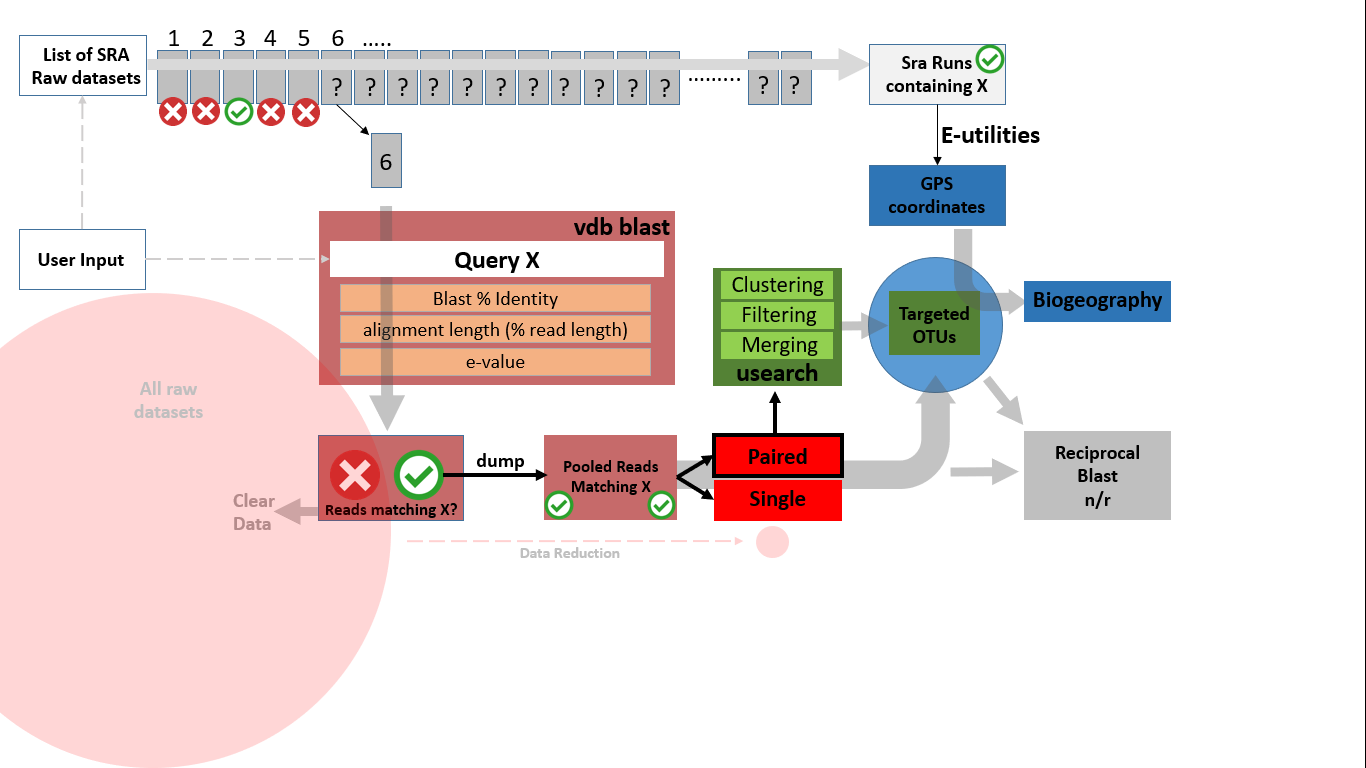 1 2 3 4 5 6 .....
List of SRA
Raw datasets
? ? ? ? ? ? ? ? ? ? ? ......... ? ?
Sra Runs
containing X
E-utilities
6
GPS
coordinates
User Input
vdb blast
Query X
Blast % Identity
alignment length (% read length)
e-value
Clustering
Filtering
Merging
usearch
Targeted
OTUs
Biogeography
All raw
datasets
Reads matching X?
dump
Pooled Reads
Matching X
Paired
Single
Reciprocal
Blast
n/r
Clear
Data
Data Reduction